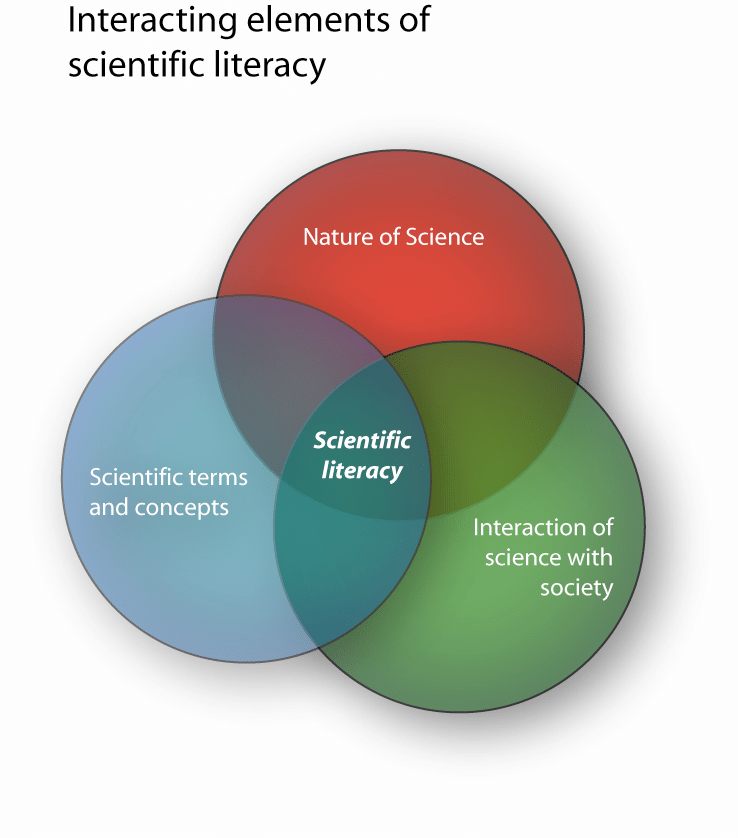 Interacting elements of
scientific literacy
Nature of Science
Scientific
literacy
Scientific terms
and concepts
Interaction of
science with
society